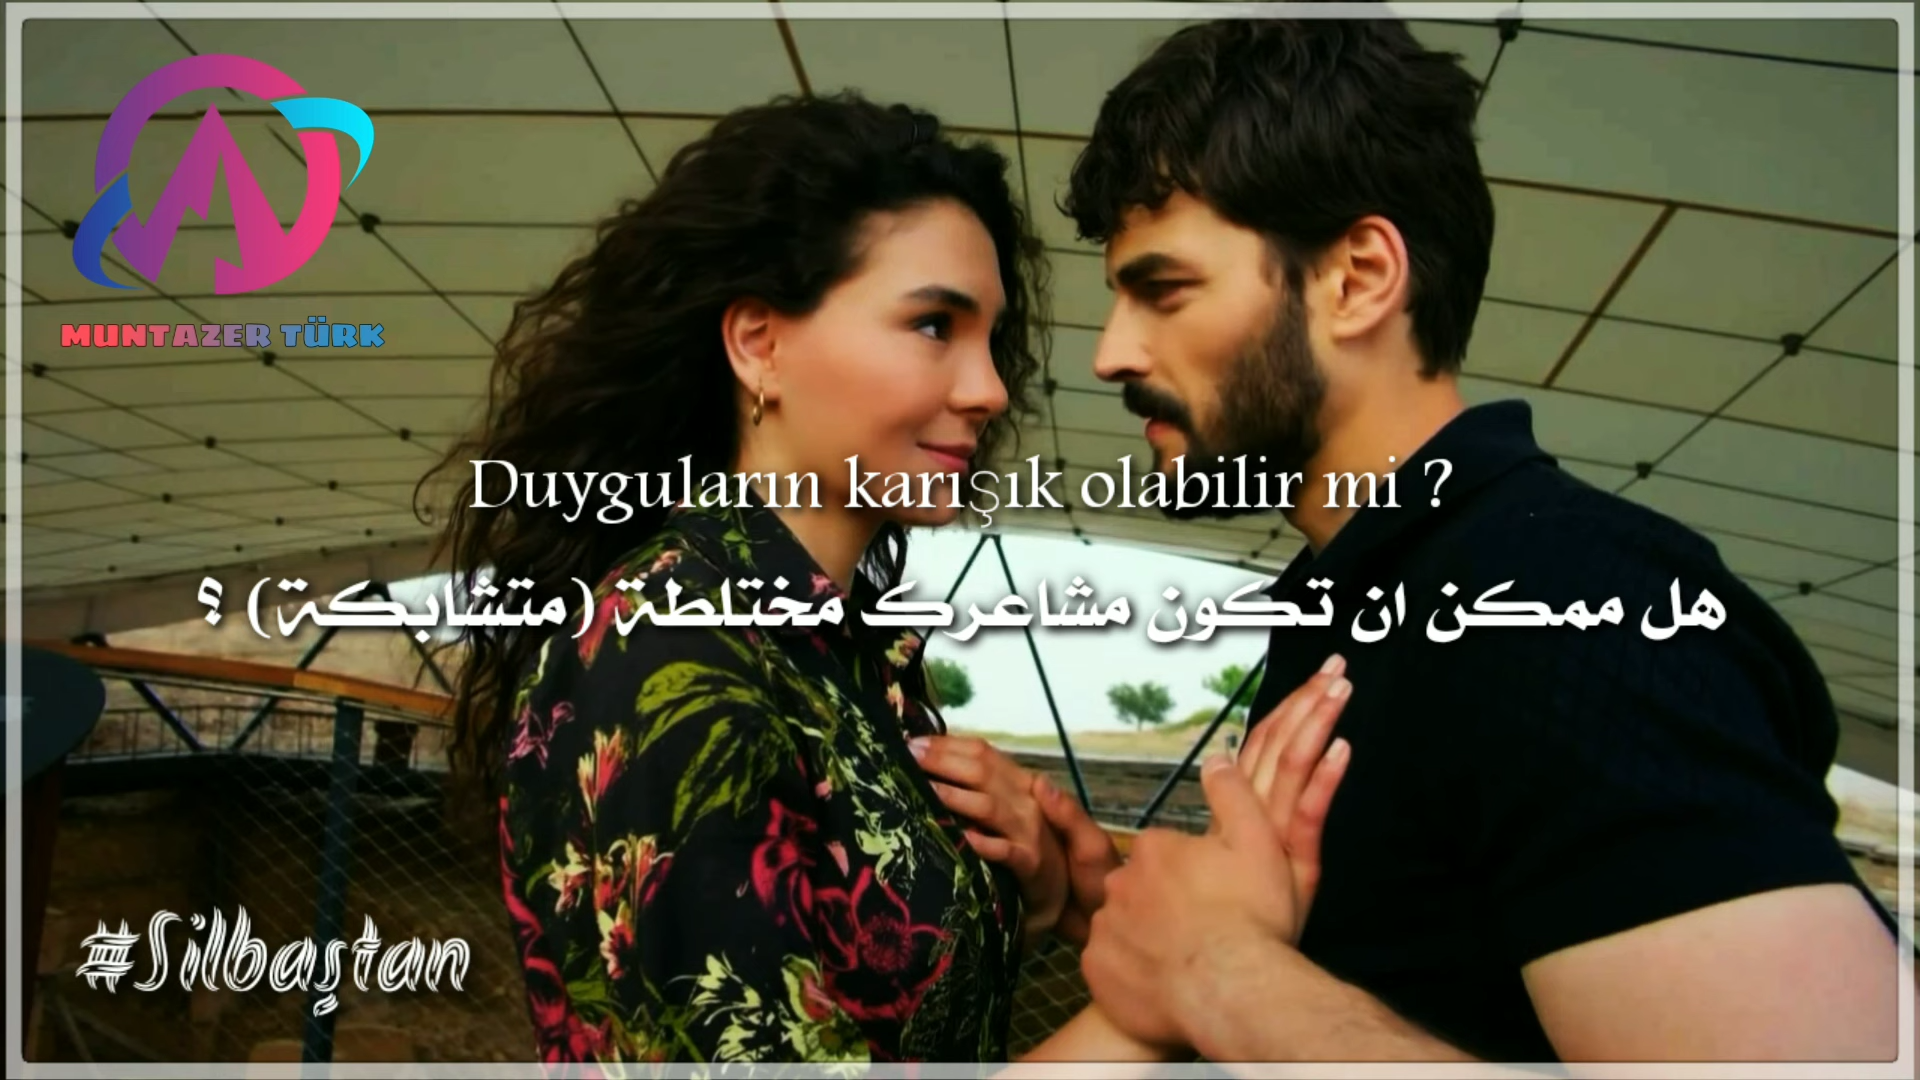 MUNTAZER TÜRK
Duyguların karışık olabilir mi ?
هل ممكن ان تكون مشاعرك مختلطة (متشابكة) ؟
#Silbaştan